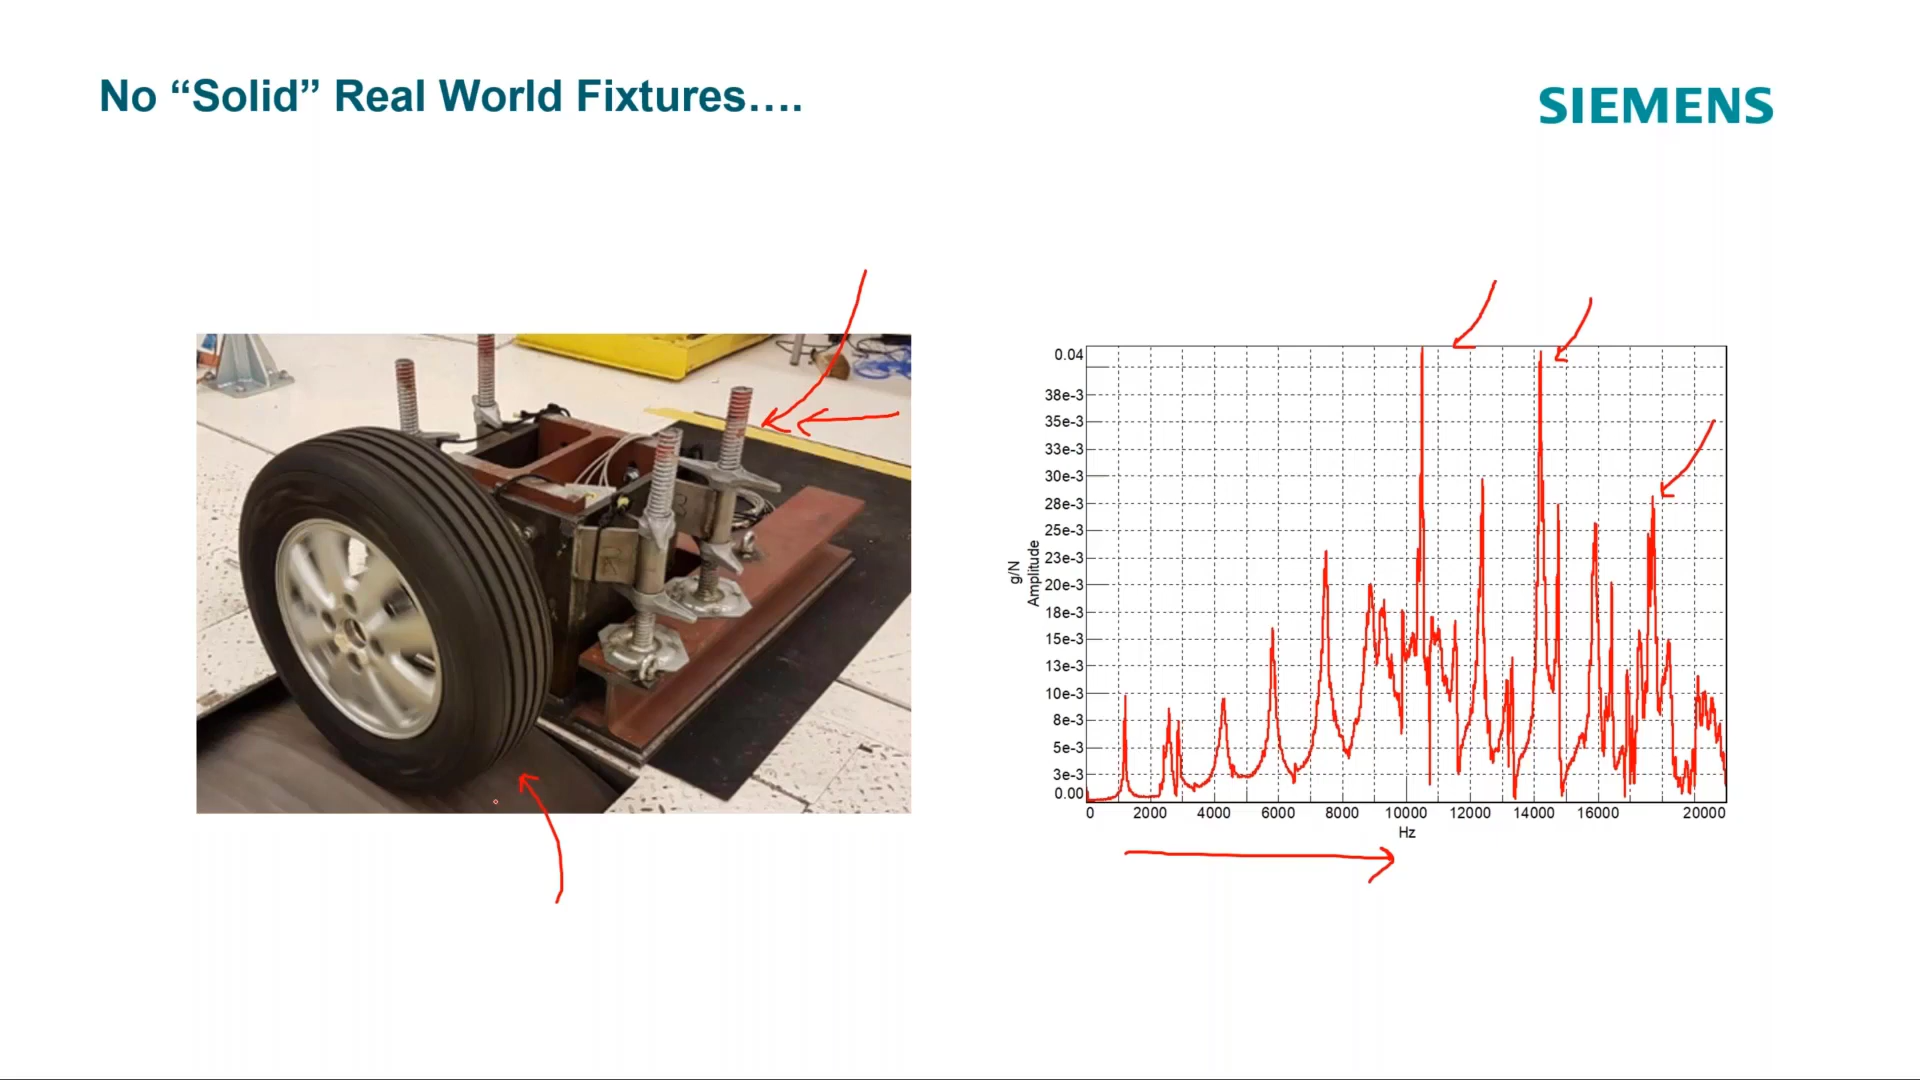 No “Solid” Real World Fixtures….
SIEMENS
0.04
38e-3
35e-3
33e-3
30e-3
28e-3
25e-3
23e-3
20e-3
18e-3
15e-3
13e-3
10e-3
8e-3
5e-3
3e-3
0.00
g/N
Amplitude
0 2000 4000 6000 8000 10000 12000 14000 16000 20000
Hz